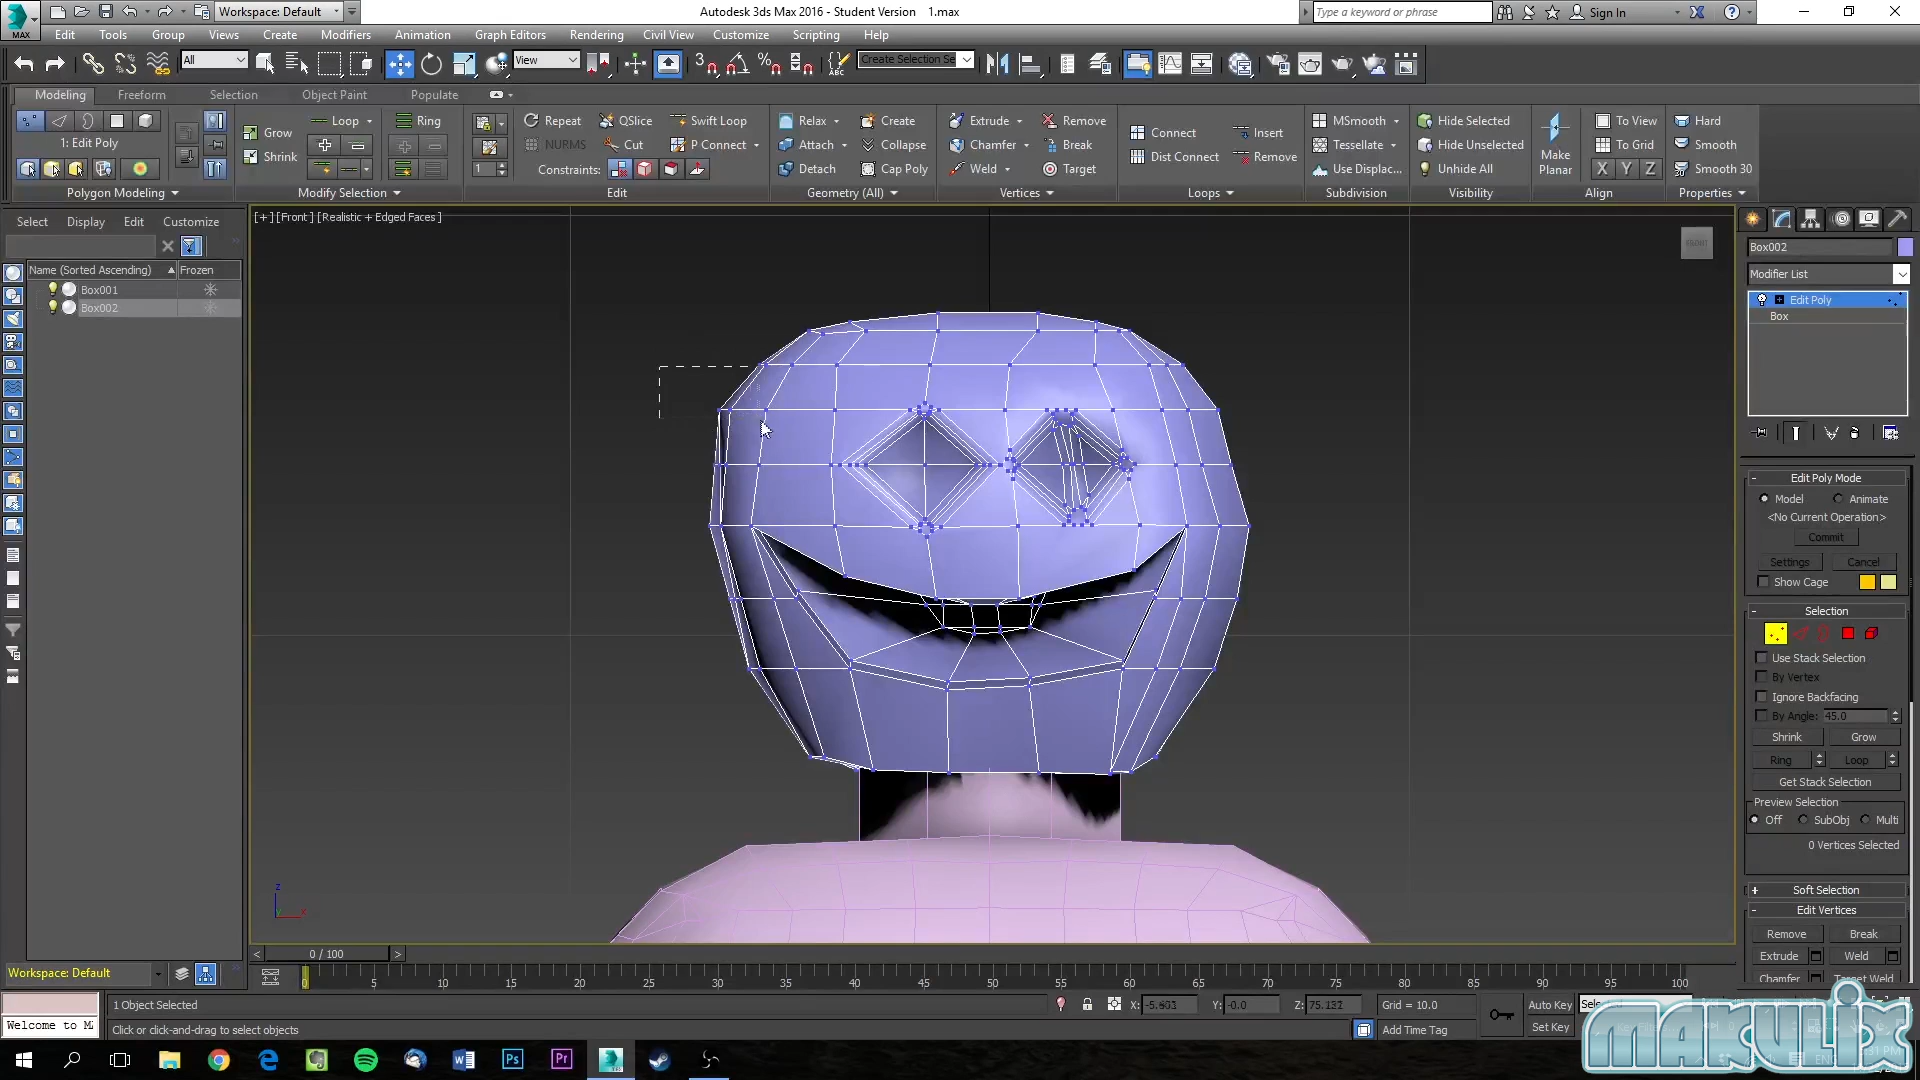 Workspace: Default
Autodesk 3ds Max 2016 - Student Version 1.max
Type a keyword or phrase
Sign In
MAX
Edit Tools Group Views Create Modifiers Animation Graph Editors Rendering Civil View Customize Scripting Help
All
View
3
ABC
Create Selection Se
Modeling Freeform Selection Object Paint Populate
1: Edit Poly
Polygon Modeling
Grow
Shrink
Loop
Ring
Modify Selection
1
Repeat QSlice Swift Loop
NURMS Cut P Connect
Constraints:
Edit
Relax Create
Attach Collapse
Detach Cap Poly
Geometry (All)
Extrude Remove
Chamfer Break
Weld Target
Vertices
Connect Insert
Dist Connect Remove
Loops
MSmooth
Tessellate
Use Displac...
Subdivision
Hide Selected
Hide Unselected
Unhide All
Visibility
Make
Planar
To View
To Grid
X Y Z
Align
Hard
Smooth
Smooth 30
Properties
Select Display Edit Customize
Name (Sorted Ascending) Frozen
Box001
Box002
[+] [Front ] [Realistic + Edged Faces ]
FRONT
z
x
Box002
Modifier List
Edit Poly
Box
Edit Poly Mode
Model Animate
<No Current Operation>
Commit
Settings Cancel
Show Cage
Selection
Use Stack Selection
By Vertex
Ignore Backfacing
By Angle: 45.0
Shrink Grow
Ring Loop
Get Stack Selection
Preview Selection
Off SubObj Multi
0 Vertices Selected
Soft Selection
Edit Vertices
Remove Break
Extrude Weld
Chamfer Target Weld
0 / 100
Workspace: Default
0 5 10 15 20 25 30 35 40 45 50 55 60 65 70 75 80 85 90 95 100
1 Object Selected
X: Y: -0.0 Z: Grid = 10.0
Auto Key
Welcome to
Click or click-and-drag to select objects
Add Time Tag
Set Key
MAKULIX
Ps
Pr